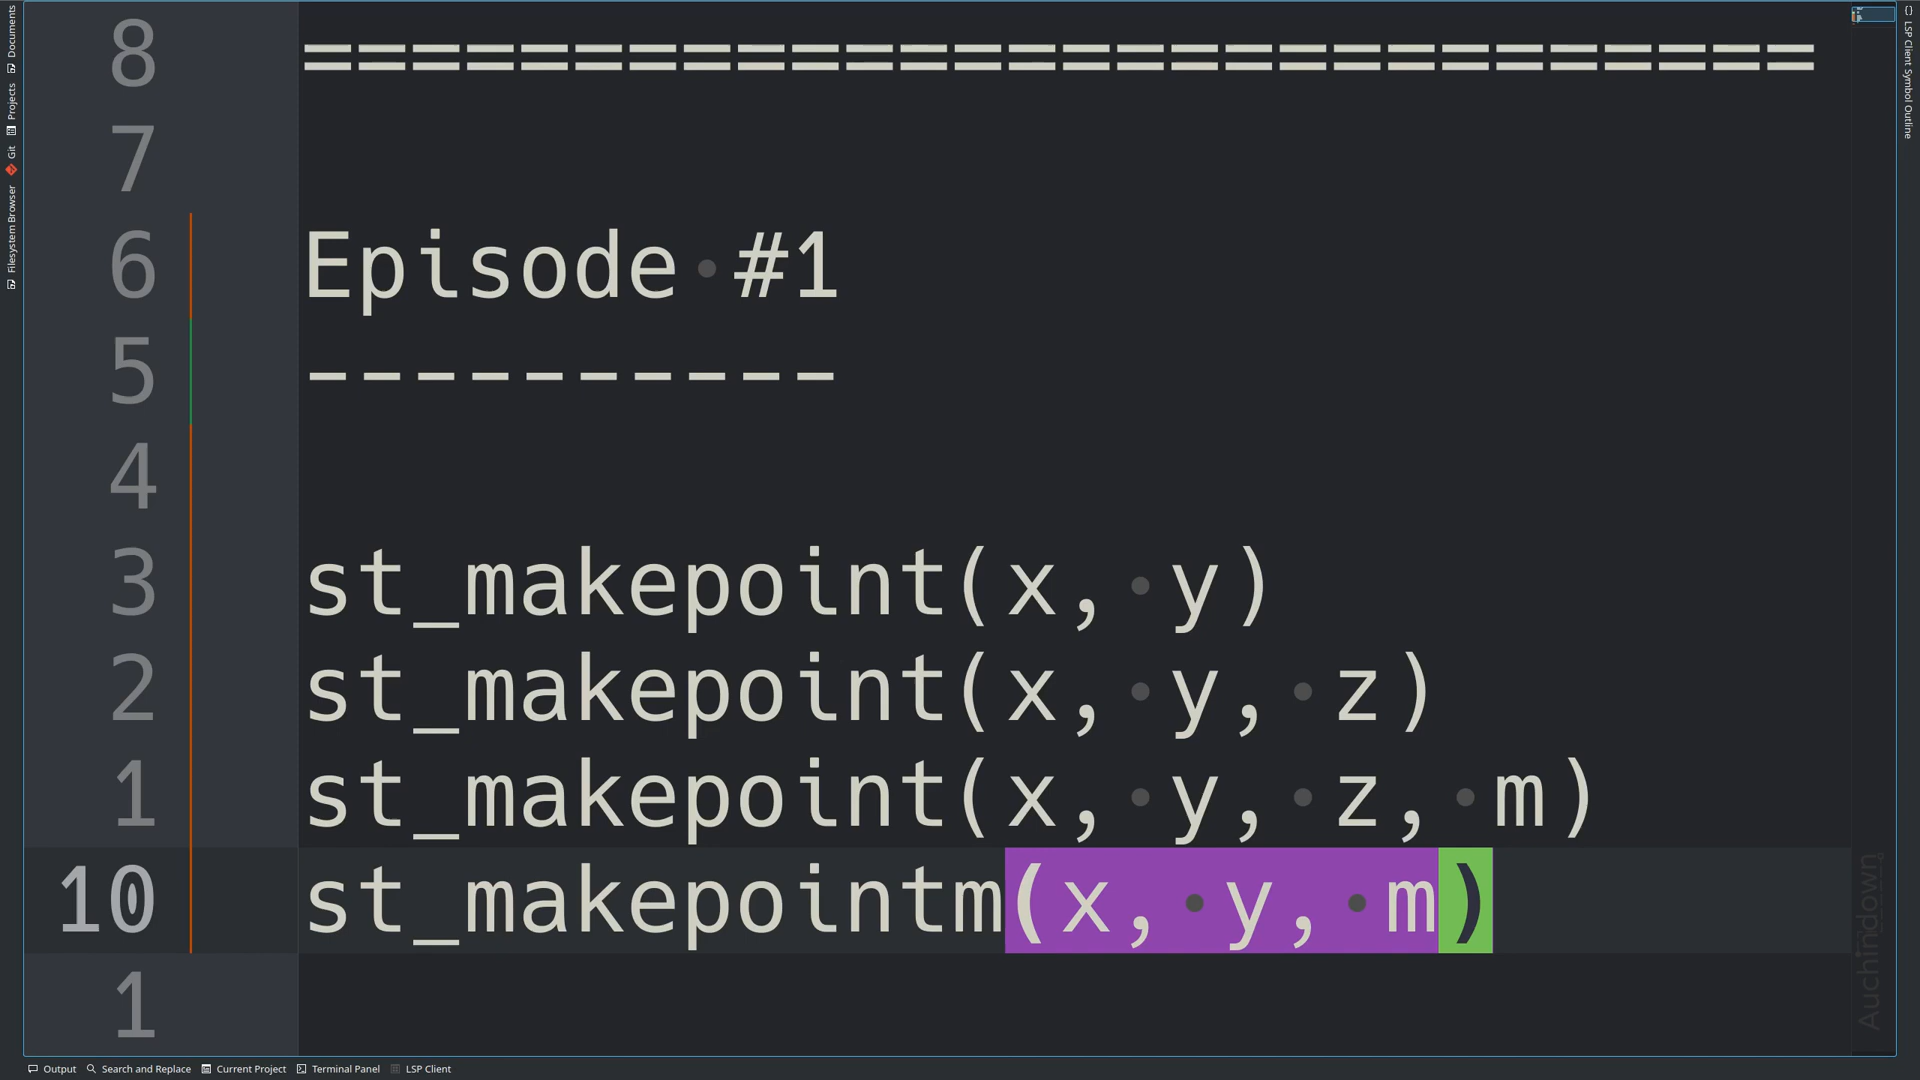 Documents
Projects
Git
Filesystem Browser
8 ============================
7
6 Episode #1
5 ----------
4
3 st_makepoint(x, y)
2 st_makepoint(x, y, z)
1 st_makepoint(x, y, z, m)
10 st_makepointm(x, y, m)
1
{} LSP Client Symbol Outline
Auchindown
Output Search and Replace Current Project Terminal Panel LSP Client